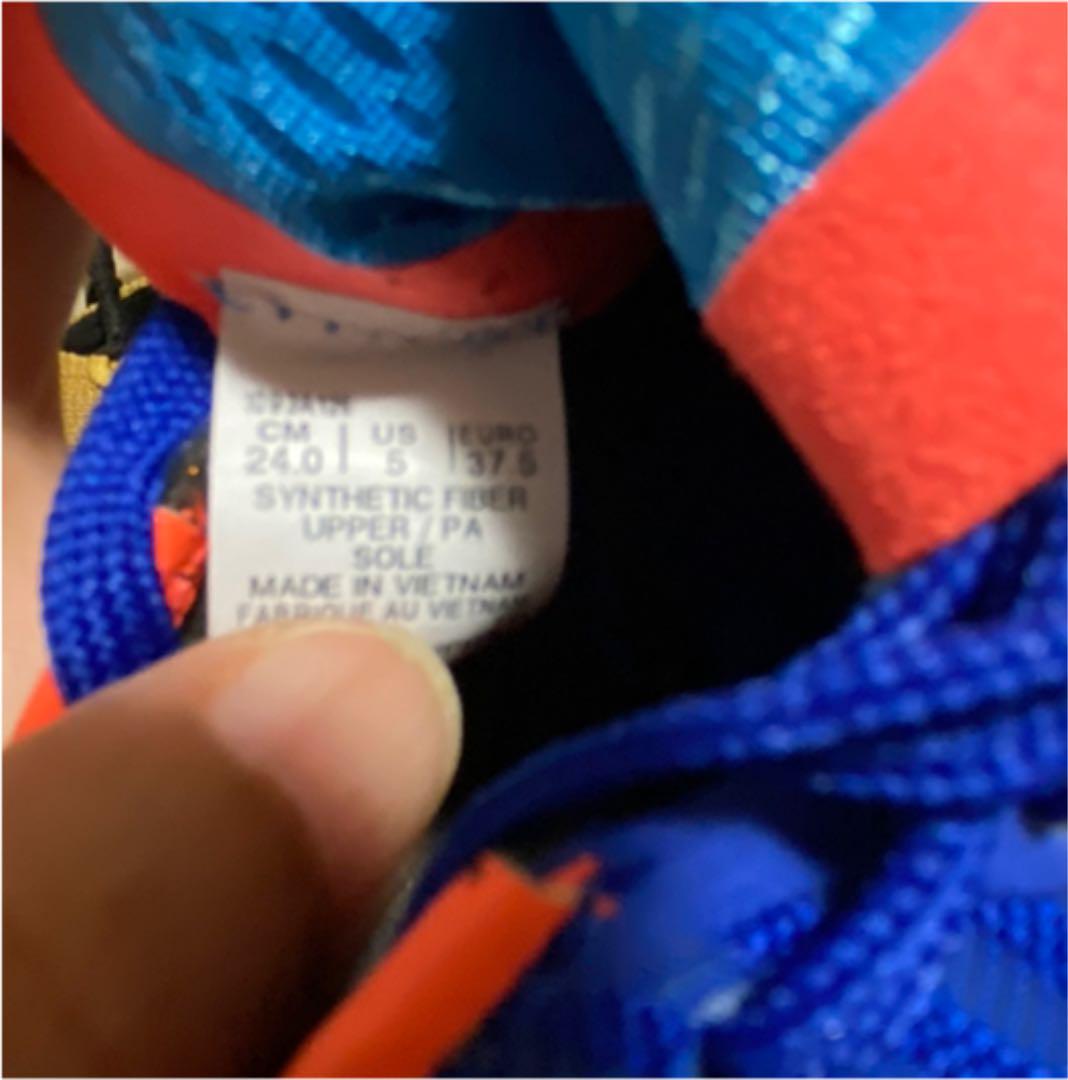 CM | US | EURO
24.0 | 5 | 37.5
SYNTHETIC FIBER
UPPER / PA
SOLE
MADE IN VIETNAM
FABRIQUE AU VIETNAM